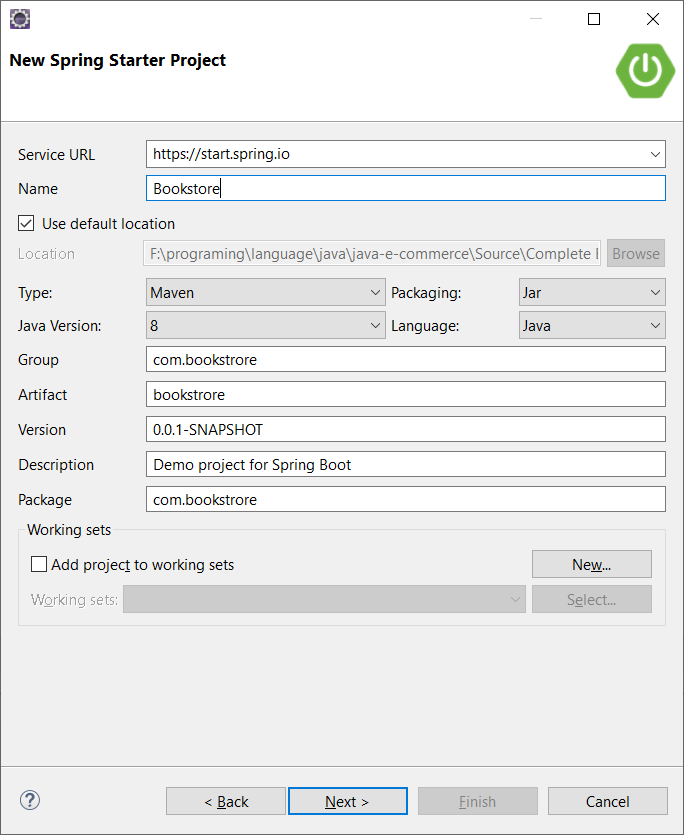 New Spring Starter Project
Service URL https://start.spring.io
Name Bookstore
Use default location
Location F:\programing\language\java\java-e-commerce\Source\Complete Browse
Type: Maven Packaging: Jar
Java Version: 8 Language: Java
Group com.bookstrore
Artifact bookstrore
Version 0.0.1-SNAPSHOT
Description Demo project for Spring Boot
Package com.bookstrore
Working sets
Add project to working sets New...
Working sets: Select...
? < Back Next > Finish Cancel